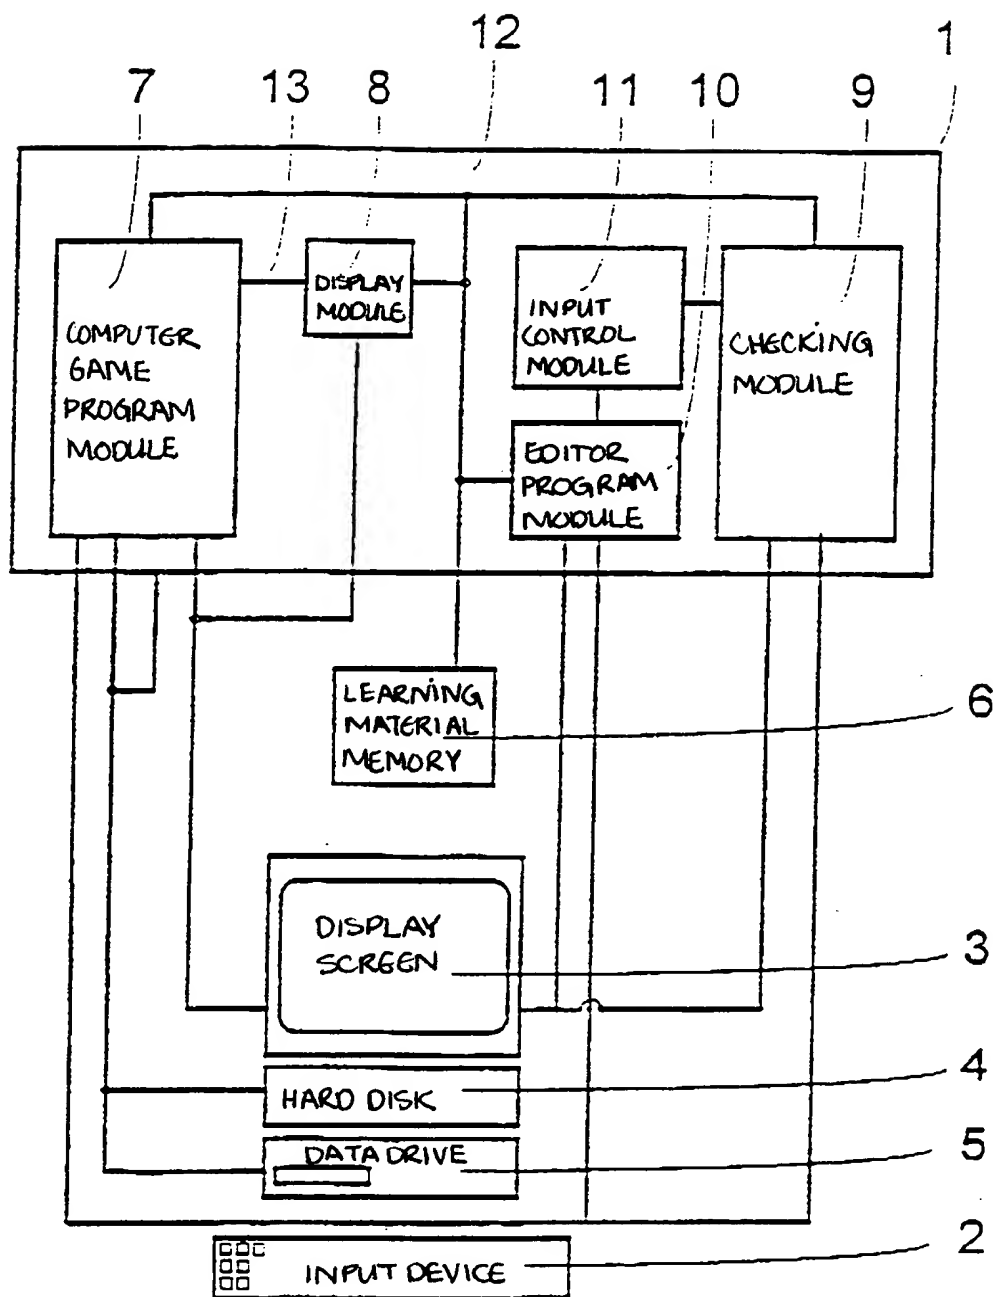 12
1
7
13
8
11
10
9
COMPUTER
GAME
PROGRAM
MODULE
DISPLAY
MODULE
INPUT
CONTROL
MODULE
CHECKING
MODULE
EDITOR
PROGRAM
MODULE
LEARNING
MATERIAL
MEMORY
6
DISPLAY
SCREEN
3
HARD DISK
4
DATA DRIVE
5
INPUT DEVICE
2